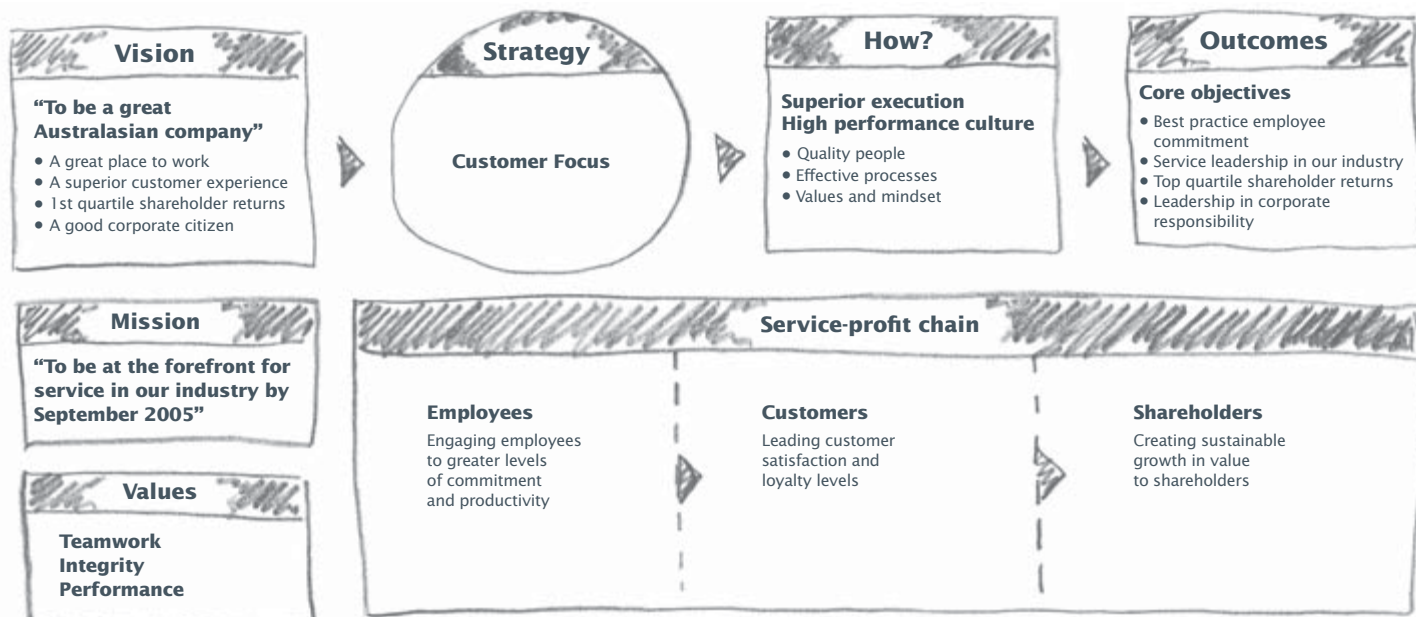 Vision
“To be a great
Australasian company”
• A great place to work
• A superior customer experience
• 1st quartile shareholder returns
• A good corporate citizen
Strategy
Customer Focus
How?
Superior execution
High performance culture
• Quality people
• Effective processes
• Values and mindset
Outcomes
Core objectives
• Best practice employee
commitment
• Service leadership in our industry
• Top quartile shareholder returns
• Leadership in corporate
responsibility
Mission
“To be at the forefront for
service in our industry by
September 2005”
Values
Teamwork
Integrity
Performance
Service-profit chain
Employees
Engaging employees
to greater levels
of commitment
and productivity
Customers
Leading customer
satisfaction and
loyalty levels
Shareholders
Creating sustainable
growth in value
to shareholders